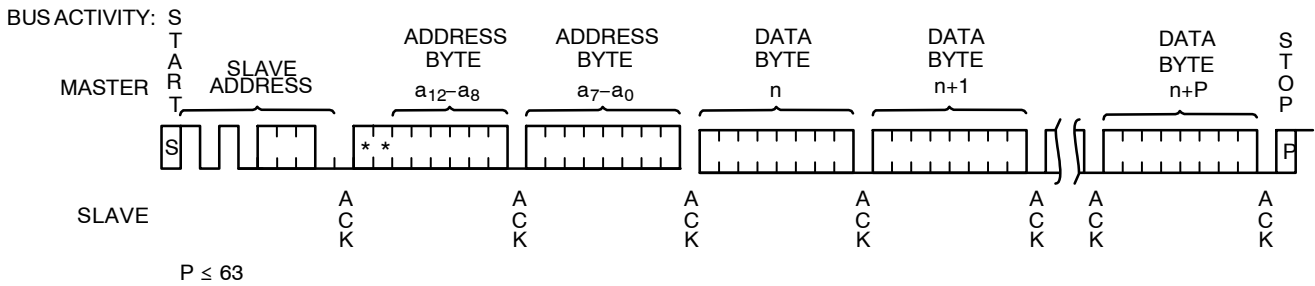 BUS ACTIVITY:
MASTER
START
SLAVE
ADDRESS
ADDRESS
BYTE
a12–a8
ADDRESS
BYTE
a7–a0
DATA
BYTE
n
DATA
BYTE
n+1
DATA
BYTE
n+P
STOP
S
* *
P
SLAVE
ACK
ACK
ACK
ACK
ACK
ACK
ACK
P ≤ 63